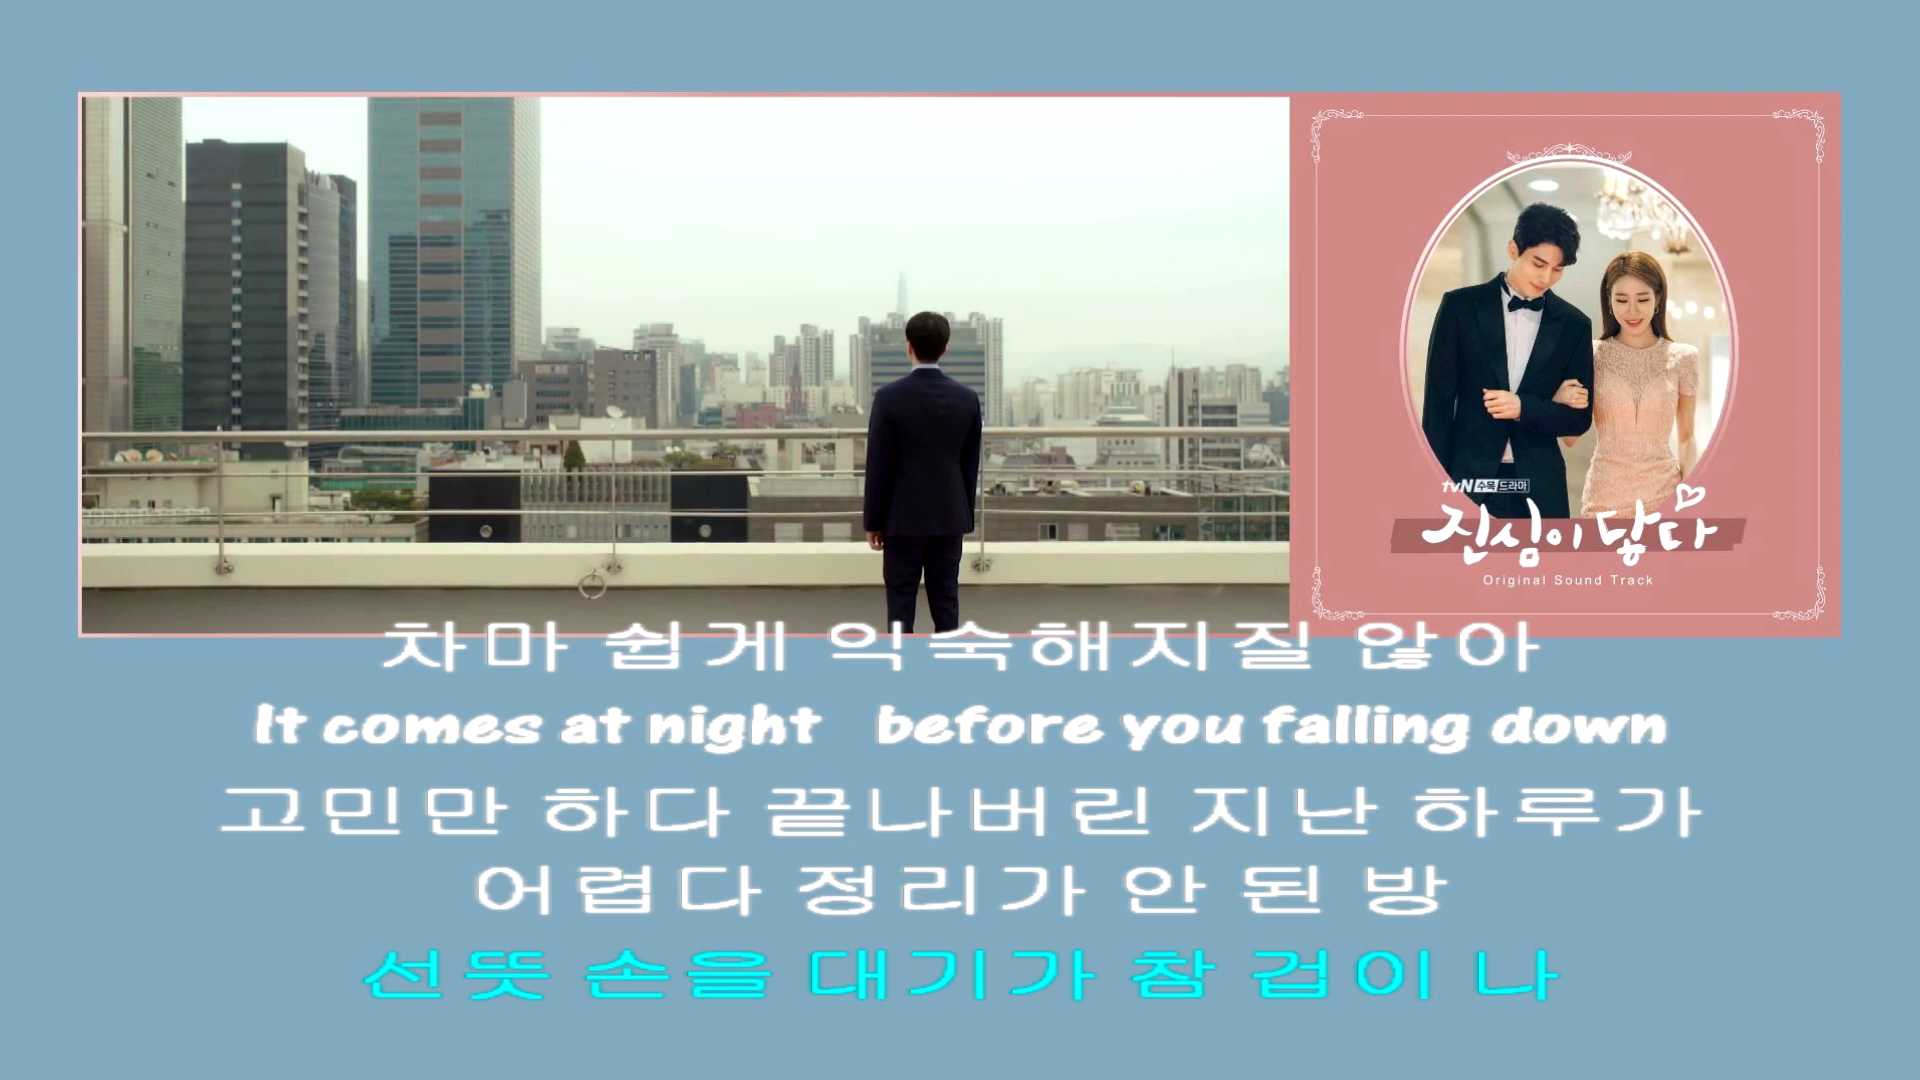 tvN 수목 드라마
진심이 닿다
Original Sound Track
차마 쉽게 익숙해지질 않아
It comes at night before you falling down
고민만 하다 끝나버린 지난 하루가
어렵다 정리가 안 된 방
선뜻 손을 대기가 참 겁이 나